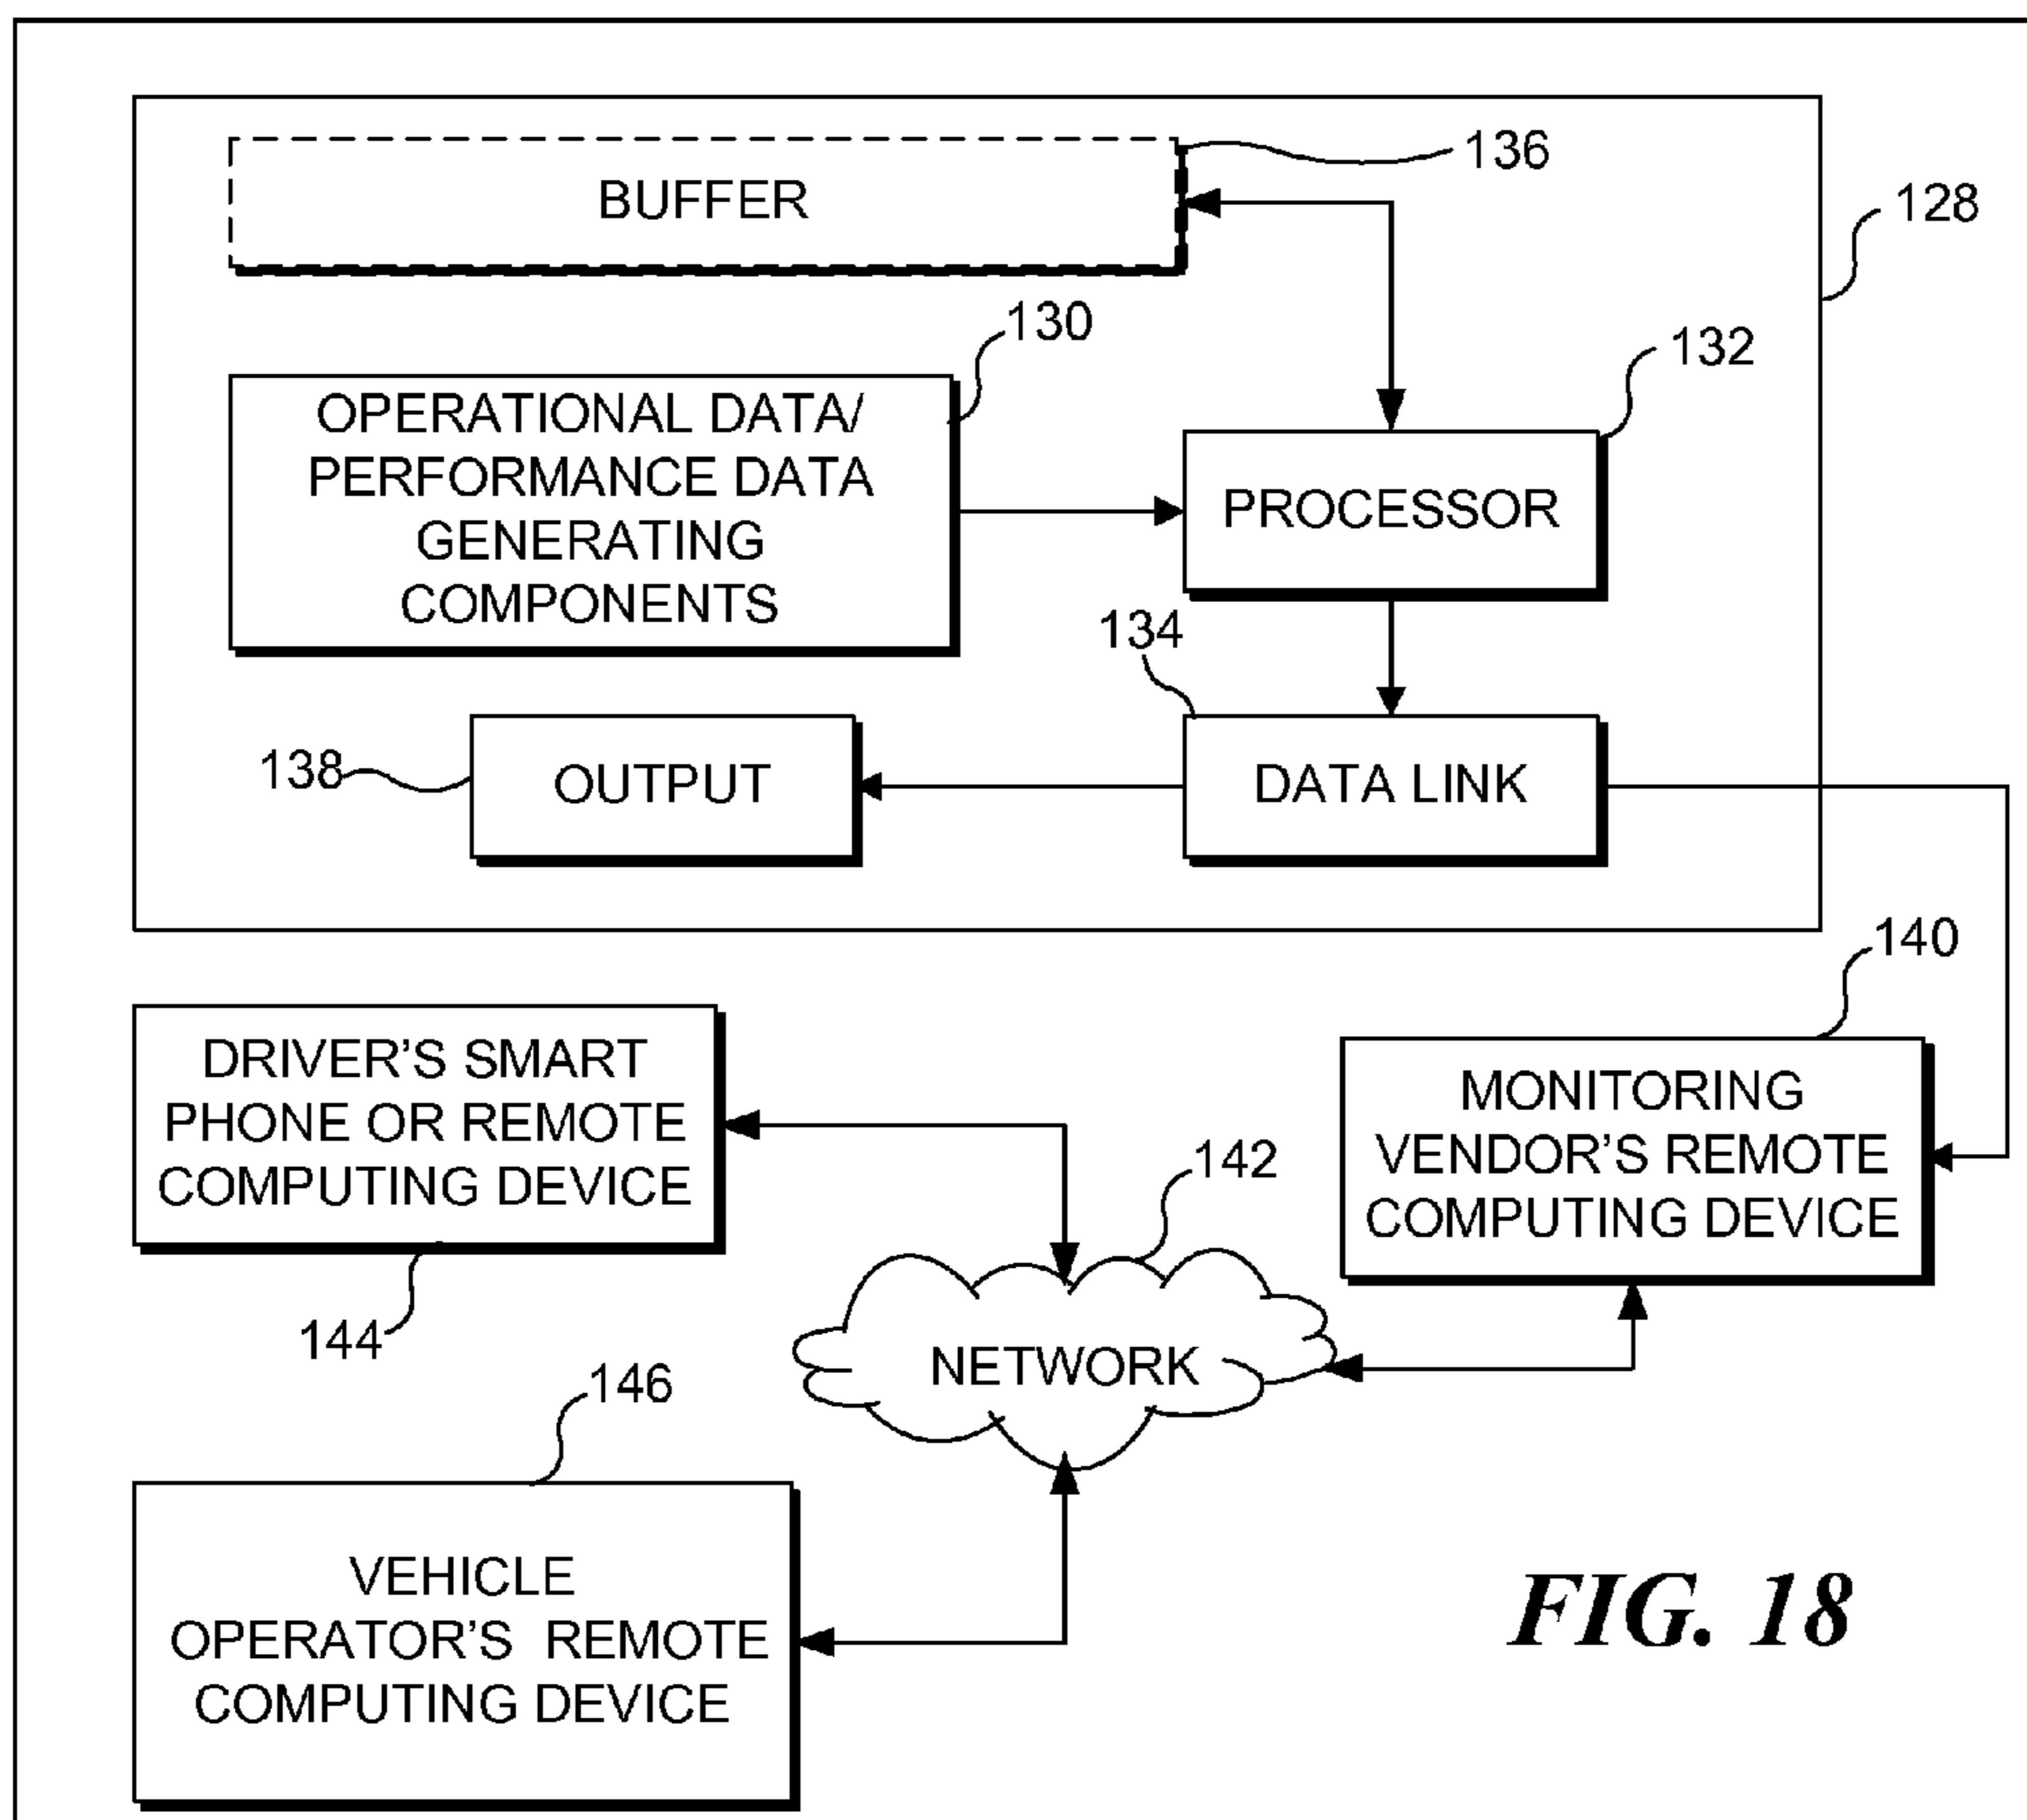 136
BUFFER
128
130
132
OPERATIONAL DATA/
PERFORMANCE DATA
GENERATING
COMPONENTS
PROCESSOR
134
138
OUTPUT
DATA LINK
140
DRIVER’S SMART
PHONE OR REMOTE
COMPUTING DEVICE
MONITORING
VENDOR’S REMOTE
COMPUTING DEVICE
142
144
NETWORK
146
VEHICLE
OPERATOR’S REMOTE
COMPUTING DEVICE
FIG. 18